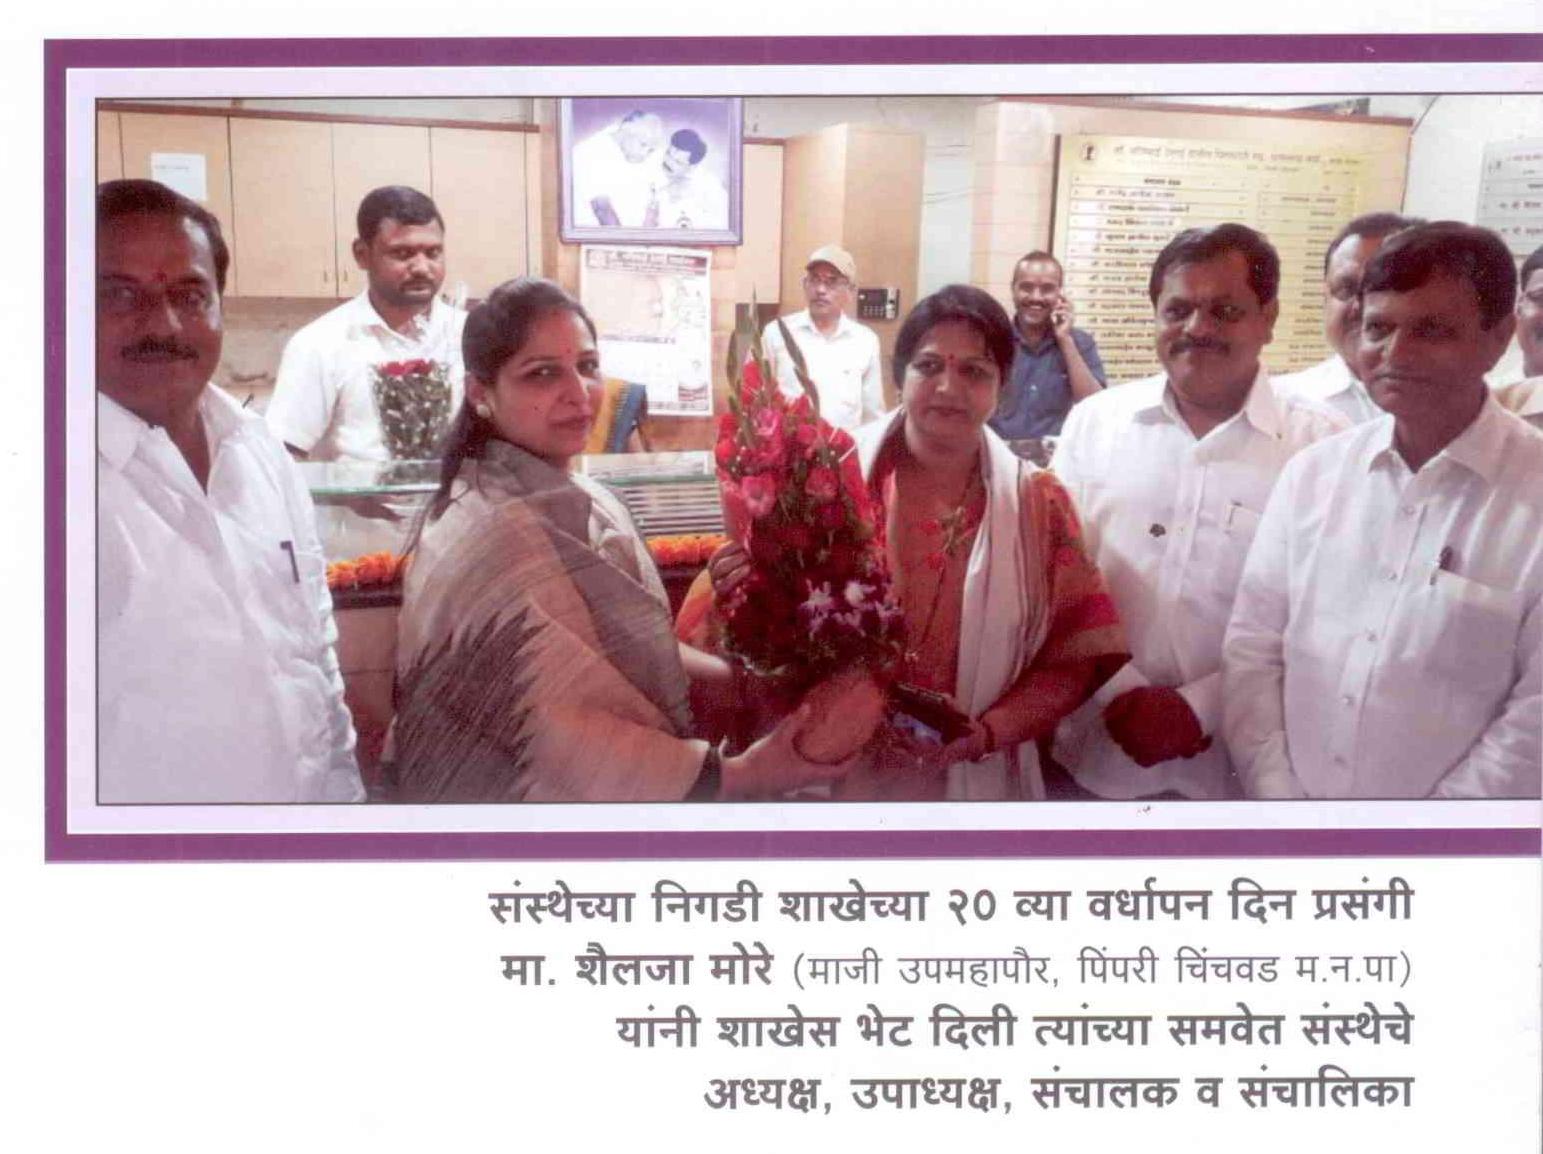 संस्थेच्या निगडी शाखेच्या २० व्या वर्धापन दिन प्रसंगी
मा. शैलजा मोरे (माजी उपमहापौर, पिंपरी चिंचवड म.न.पा)
यांनी शाखेस भेट दिली त्यांच्या समवेत संस्थेचे
अध्यक्ष, उपाध्यक्ष, संचालक व संचालिका